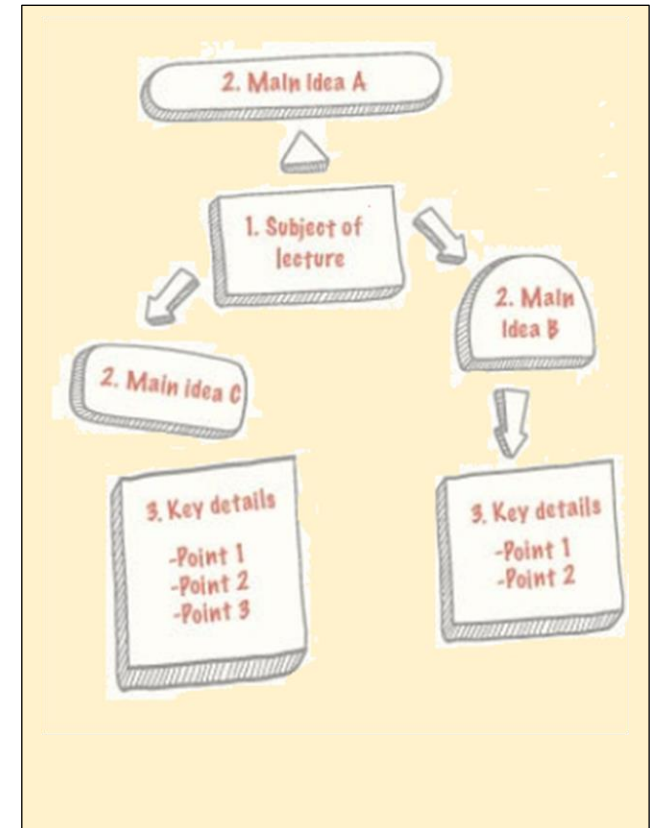 2. MaIn Idea A
1. Subject of
lecture
2. MaIn
Idea B
2. Main idea C
3. Key details
-Point 1
-Point 2
-Point 3
3. Key details
-Point 1
-Point 2